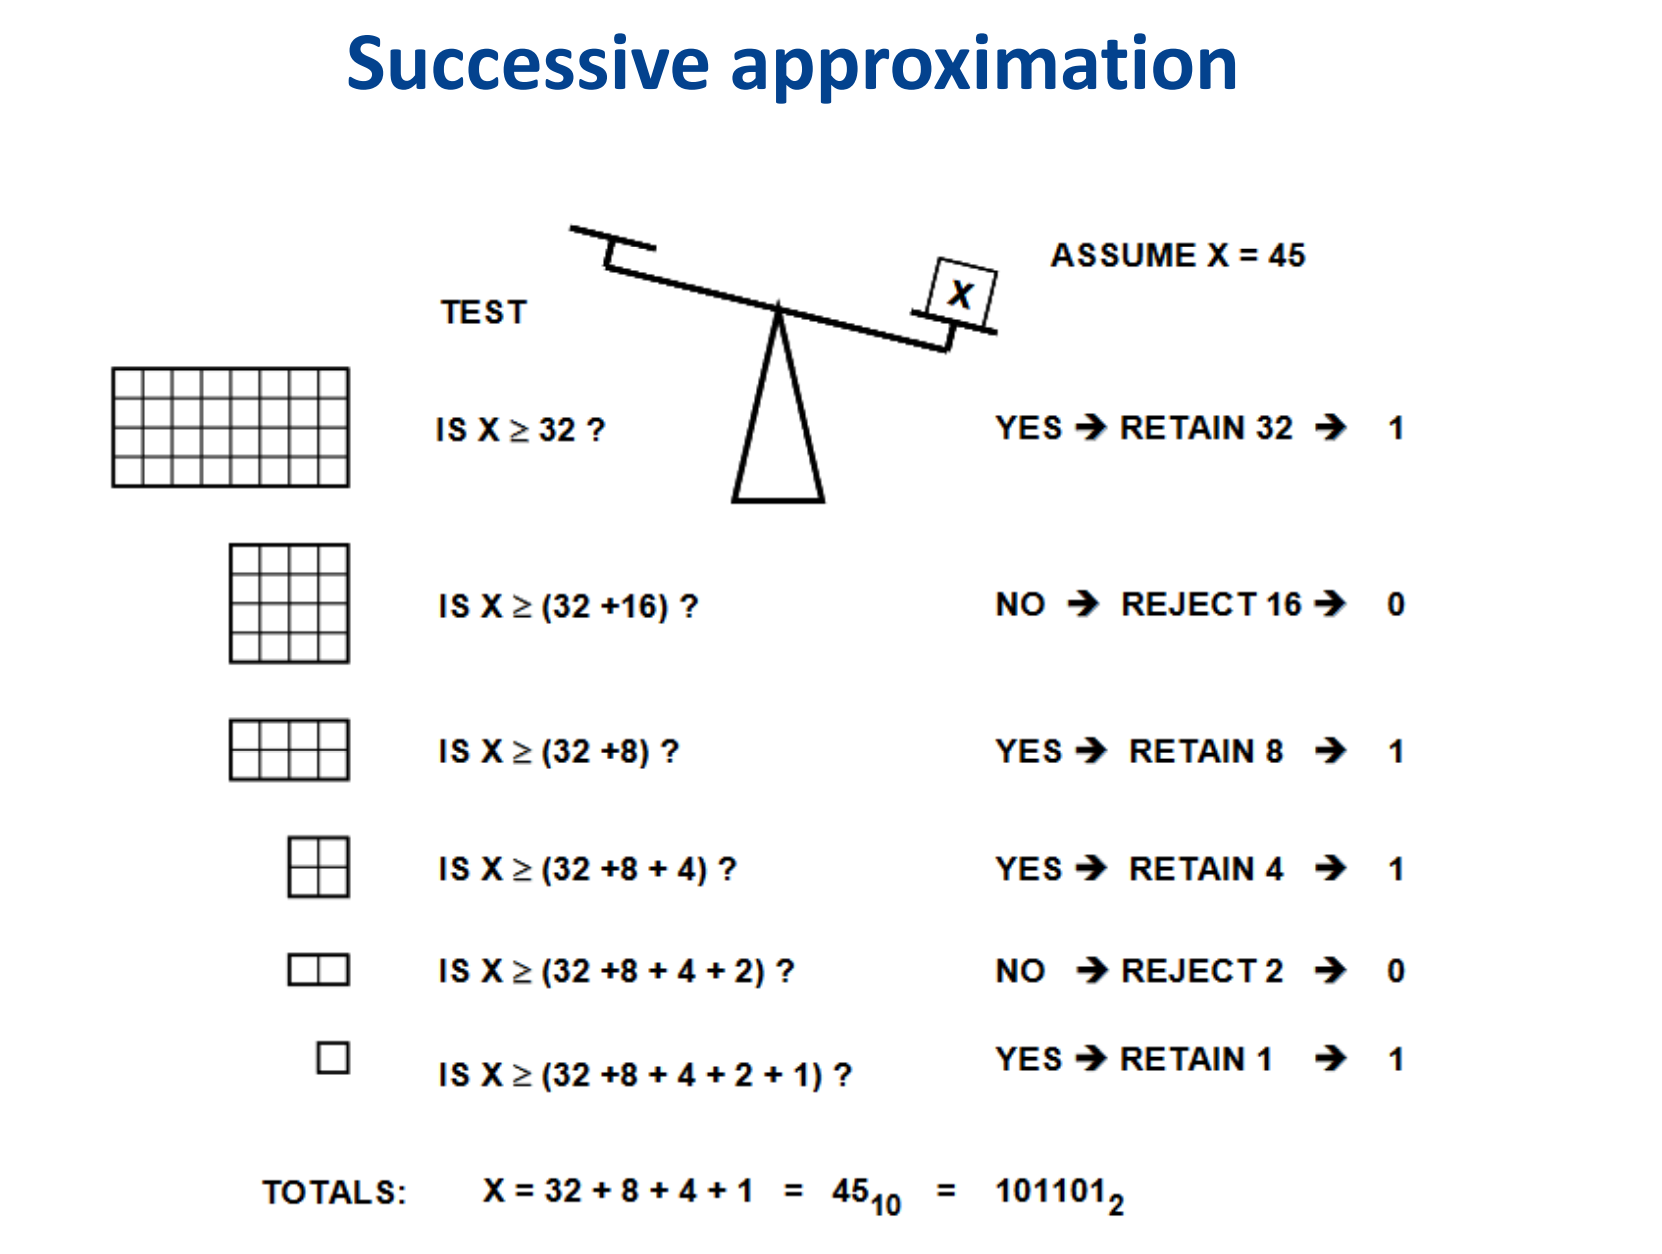 Successive approximation
ASSUME X = 45
X
TEST
IS X ≥ 32 ? YES ➔ RETAIN 32 ➔ 1
IS X ≥ (32 +16) ? NO ➔ REJECT 16 ➔ 0
IS X ≥ (32 +8) ? YES ➔ RETAIN 8 ➔ 1
IS X ≥ (32 +8 + 4) ? YES ➔ RETAIN 4 ➔ 1
IS X ≥ (32 +8 + 4 + 2) ? NO ➔ REJECT 2 ➔ 0
IS X ≥ (32 +8 + 4 + 2 + 1) ? YES ➔ RETAIN 1 ➔ 1
TOTALS: X = 32 + 8 + 4 + 1 = 45₁₀ = 101101₂